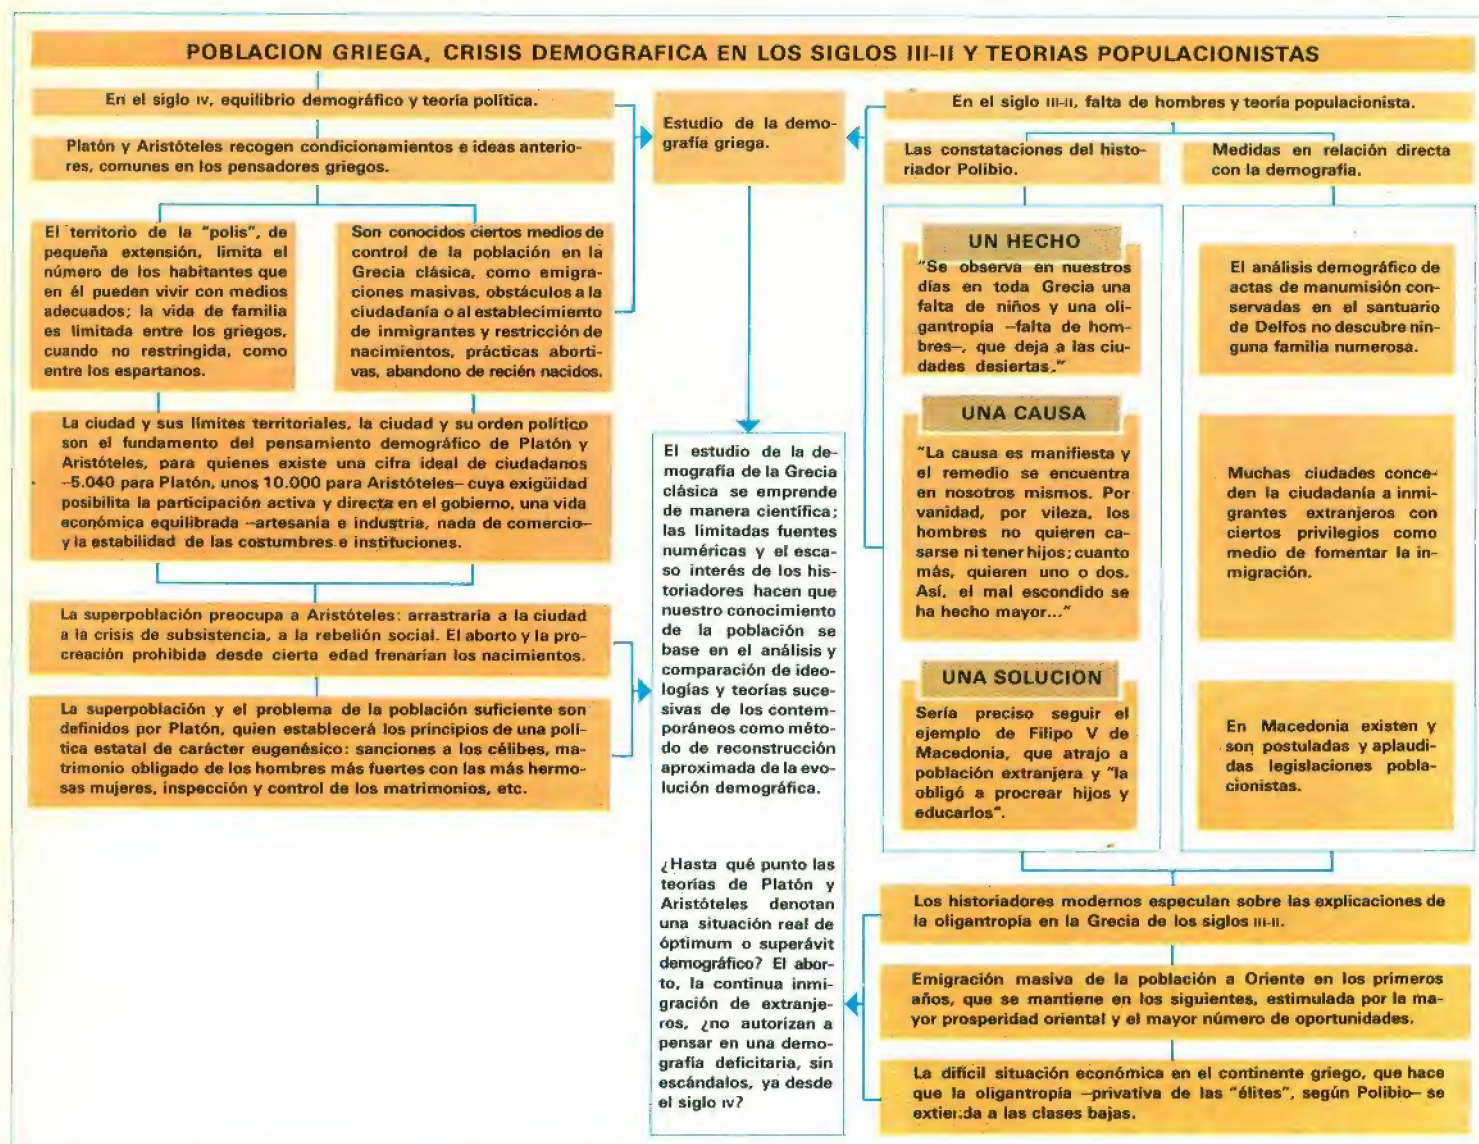 POBLACION GRIEGA, CRISIS DEMOGRAFICA EN LOS SIGLOS III-II Y TEORIAS POPULACIONISTAS
En el siglo IV, equilibrio demográfico y teoría política.
Platón y Aristóteles recogen condicionamientos e ideas anterio-
res, comunes en los pensadores griegos.
El territorio de la "polis", de
pequeña extensión, limita el
número de los habitantes que
en él pueden vivir con medios
adecuados; la vida de familia
es limitada entre los griegos,
cuando no restringida, como
entre los espartanos.
Son conocidos ciertos medios de
control de la población en la
Grecia clásica, como emigra-
ciones masivas, obstáculos a la
ciudadanía o al establecimiento
de inmigrantes y restricción de
nacimientos, prácticas aborti-
vas, abandono de recién nacidos.
La ciudad y sus límites territoriales, la ciudad y su orden político
son el fundamento del pensamiento demográfico de Platón y
Aristóteles, para quienes existe una cifra ideal de ciudadanos
–5.040 para Platón, unos 10.000 para Aristóteles– cuya exigüidad
posibilita la participación activa y directa en el gobierno, una vida
económica equilibrada –artesanía e industria, nada de comercio–
y la estabilidad de las costumbres e instituciones.
La superpoblación preocupa a Aristóteles: arrastraría a la ciudad
a la crisis de subsistencia, a la rebelión social. El aborto y la pro-
creación prohibida desde cierta edad frenarían los nacimientos.
La superpoblación y el problema de la población suficiente son
definidos por Platón, quien establecerá los principios de una polí-
tica estatal de carácter eugenésico: sanciones a los célibes, ma-
trimonio obligado de los hombres más fuertes con las más hermo-
sas mujeres, inspección y control de los matrimonios, etc.
Estudio de la demo-
grafía griega.
El estudio de la de-
mografía de la Grecia
clásica se emprende
de manera científica;
las limitadas fuentes
numéricas y el esca-
so interés de los his-
toriadores hacen que
nuestro conocimiento
de la población se
base en el análisis y
comparación de ideo-
logías y teorías suce-
sivas de los contem-
poráneos como méto-
do de reconstrucción
aproximada de la evo-
lución demográfica.
¿Hasta qué punto las
teorías de Platón y
Aristóteles denotan
una situación real de
óptimum o superávit
demográfico? El abor-
to, la continua inmi-
gración de extranje-
ros, ¿no autorizan a
pensar en una demo-
grafía deficitaria, sin
escándalos, ya desde
el siglo IV?
En el siglo III-II, falta de hombres y teoría populacionista.
Las constataciones del histo-
riador Polibio.
UN HECHO
"Se observa en nuestros
días en toda Grecia una
falta de niños y una oli-
gantropía –falta de hom-
bres–, que deja a las ciu-
dades desiertas."
UNA CAUSA
"La causa es manifiesta y
el remedio se encuentra
en nosotros mismos. Por
vanidad, por vileza, los
hombres no quieren ca-
sarse ni tener hijos; cuanto
más, quieren uno o dos.
Así, el mal escondido se
ha hecho mayor..."
UNA SOLUCION
Sería preciso seguir el
ejemplo de Filipo V de
Macedonia, que atrajo a
población extranjera y "la
obligó a procrear hijos y
educarlos".
Medidas en relación directa
con la demografía.
El análisis demográfico de
actas de manumisión con-
servadas en el santuario
de Delfos no descubre nin-
guna familia numerosa.
Muchas ciudades conce-
den la ciudadanía a inmi-
grantes extranjeros con
ciertos privilegios como
medio de fomentar la in-
migración.
En Macedonia existen y
son postuladas y aplaudi-
das legislaciones pobla-
cionistas.
Los historiadores modernos especulan sobre las explicaciones de
la oligantropía en la Grecia de los siglos III-II.
Emigración masiva de la población a Oriente en los primeros
años, que se mantiene en los siguientes, estimulada por la ma-
yor prosperidad oriental y el mayor número de oportunidades.
La difícil situación económica en el continente griego, que hace
que la oligantropía –privativa de las "élites", según Polibio– se
extienda a las clases bajas.